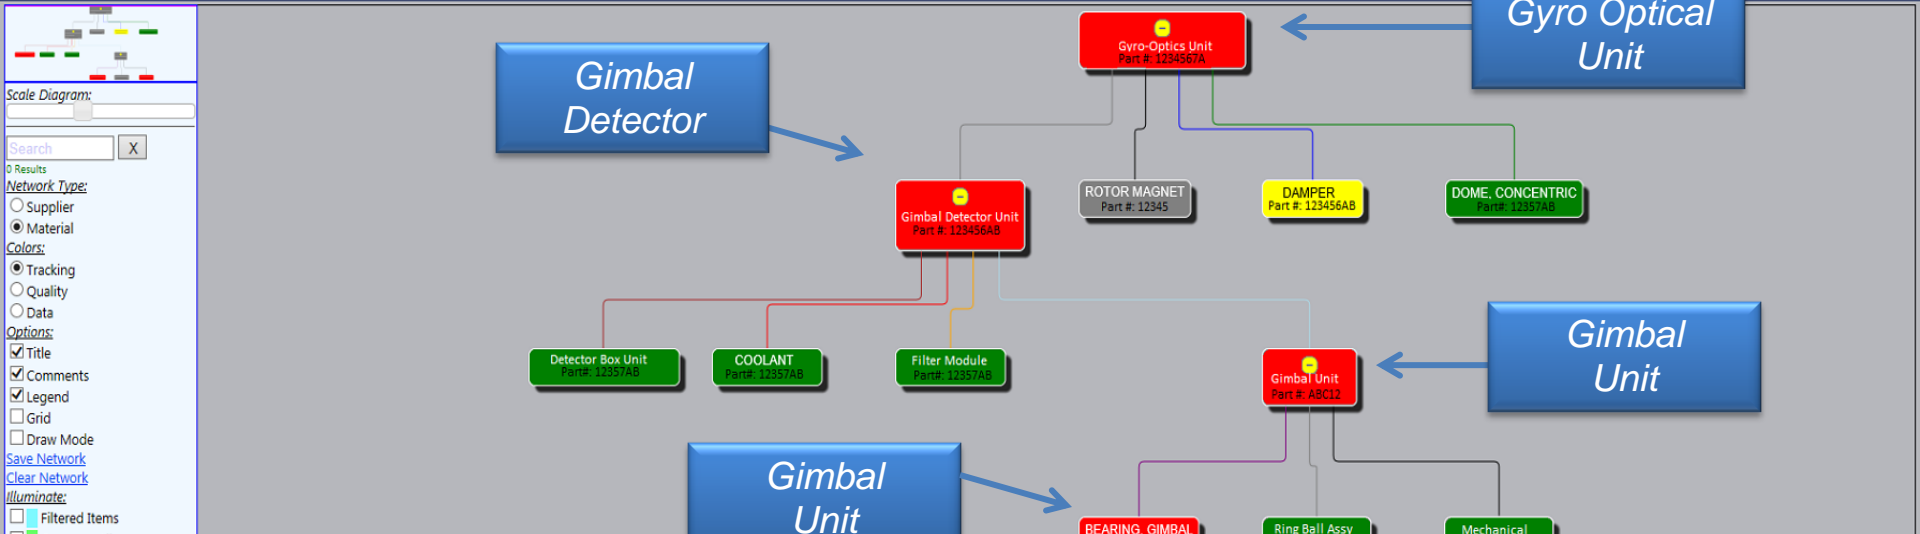 Gyro Optical
Unit
Gyro-Optics Unit
Part #: 1234567A
Gimbal
Detector
Scale Diagram:
Search
X
0 Results
Network Type:
Supplier
Material
Colors:
Tracking
Quality
Data
Options:
Title
Comments
Legend
Grid
Draw Mode
Save Network
Clear Network
Illuminate:
Filtered Items
Gimbal Detector Unit
Part #: 123456AB
ROTOR MAGNET
Part #: 12345
DAMPER
Part #: 123456AB
DOME, CONCENTRIC
Part#: 12357AB
Detector Box Unit
Part#: 12357AB
COOLANT
Part#: 12357AB
Filter Module
Part#: 12357AB
Gimbal Unit
Part #: ABC12
Gimbal
Unit
Gimbal
Unit
BEARING, GIMBAL
Ring Ball Assy
Mechanical